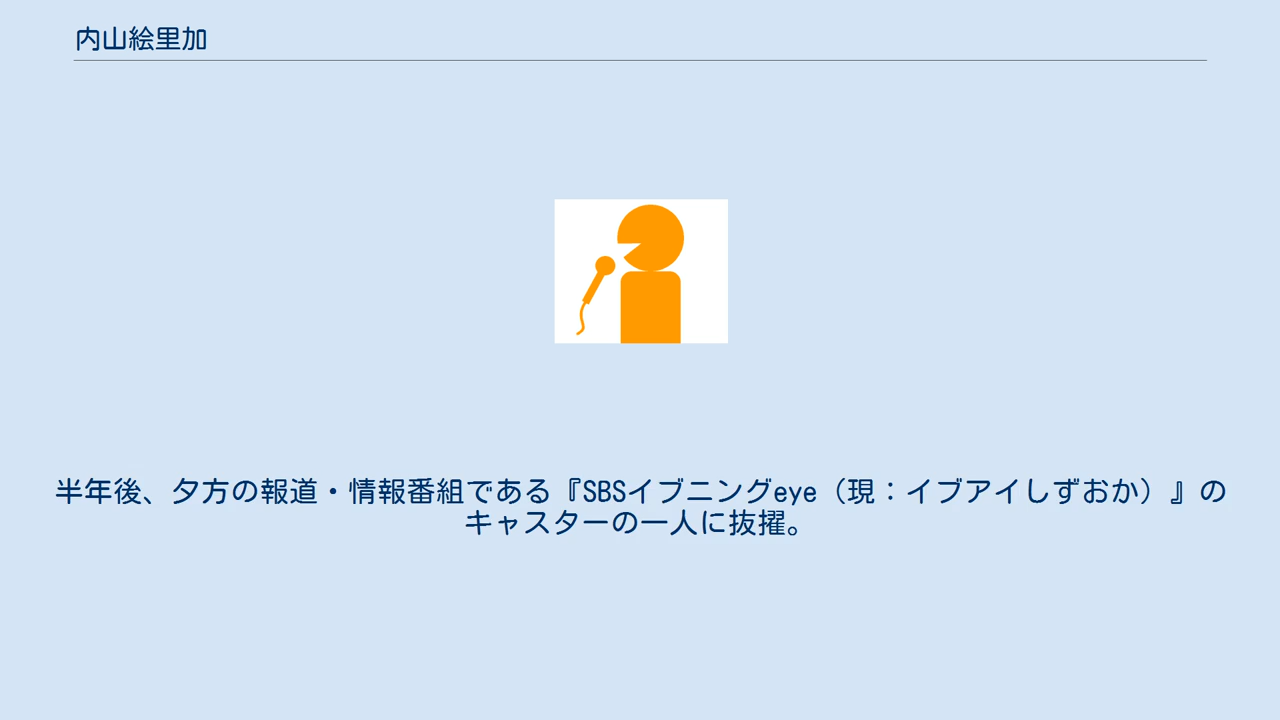 内山絵里加
半年後、夕方の報道・情報番組である『SBSイブニングeye（現：イブアイしずおか）』の
キャスターの一人に抜擢。